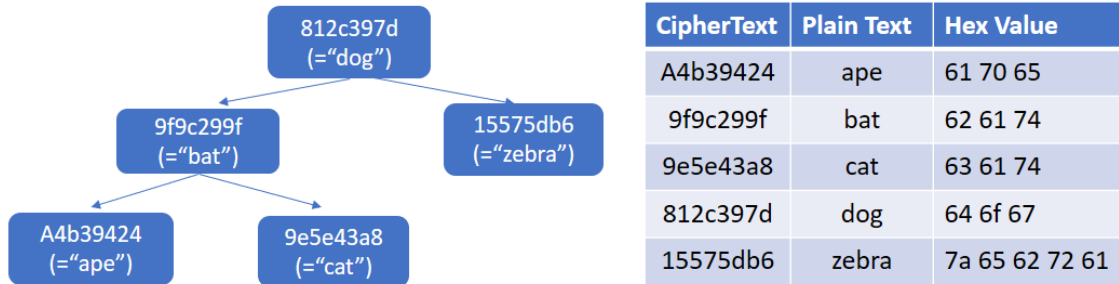 812c397d
(=“dog”)
9f9c299f
(=“bat”)
15575db6
(=“zebra”)
A4b39424
(=“ape”)
9e5e43a8
(=“cat”)
CipherText Plain Text Hex Value
A4b39424 ape 61 70 65
9f9c299f bat 62 61 74
9e5e43a8 cat 63 61 74
812c397d dog 64 6f 67
15575db6 zebra 7a 65 62 72 61